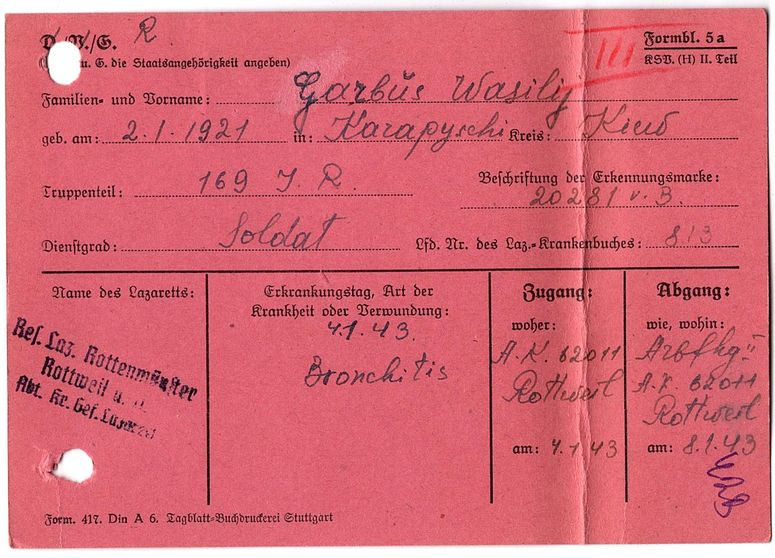 R
Formbl. 5a
u. G. die Staatsangehörigkeit angeben)
III
KSV. (H) II. Teil
Familien- und Vorname: Garbus Wasilij
geb. am: 2.1.1921 in: Karapyschi Kreis: Kiew
Truppenteil: 169 J. R.
Beschriftung der Erkennungsmarke:
20281 v. B.
Dienstgrad: Soldat Lfd. Nr. des Laz.-Krankenbuches: 813
Name des Lazaretts:
Res. Laz. Rottenmünster
Rottweil
Abt. Kr. Gef.
Erkrankungstag, Art der
Krankheit oder Verwundung:
4.1.43.
Bronchitis
Zugang:
woher:
A.K. 62011
Rottweil
am: 4.1.43
Abgang:
wie, wohin:
Arbfhg
A.K. 62011
Rottweil
am: 8.1.43
Form. 417. Din A 6. Tagblatt-Buchdruckerei Stuttgart